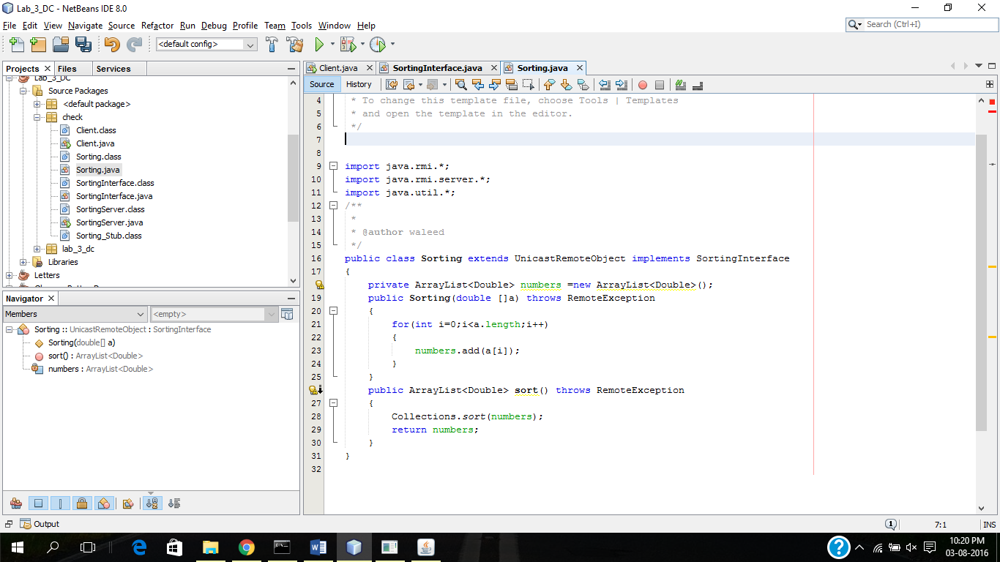 Lab_3_DC - NetBeans IDE 8.0
File Edit View Navigate Source Refactor Run Debug Profile Team Tools Window Help
Search (Ctrl+I)
<default config>
Projects Files Services
Lab_3_DC
Source Packages
<default package>
check
Client.class
Client.java
Sorting.class
Sorting.java
SortingInterface.class
SortingInterface.java
SortingServer.class
SortingServer.java
Sorting_Stub.class
lab_3_dc
Libraries
Letters
Navigator
Members <empty>
Sorting :: UnicastRemoteObject : SortingInterface
Sorting(double[] a)
sort() : ArrayList<Double>
numbers : ArrayList<Double>
Client.java SortingInterface.java Sorting.java
Source History
4 * To change this template file, choose Tools | Templates
5 * and open the template in the editor.
6 */
7
8
9 import java.rmi.*;
10 import java.rmi.server.*;
11 import java.util.*;
12 /**
13 *
14 * @author waleed
15 */
16 public class Sorting extends UnicastRemoteObject implements SortingInterface
17 {
private ArrayList<Double> numbers =new ArrayList<Double>();
19 public Sorting(double []a) throws RemoteException
20 {
21 for(int i=0;i<a.length;i++)
22 {
23 numbers.add(a[i]);
24 }
25 }
public ArrayList<Double> sort() throws RemoteException
27 {
28 Collections.sort(numbers);
29 return numbers;
30 }
31 }
32
Output
1 7:1 INS
10:20 PM
03-08-2016